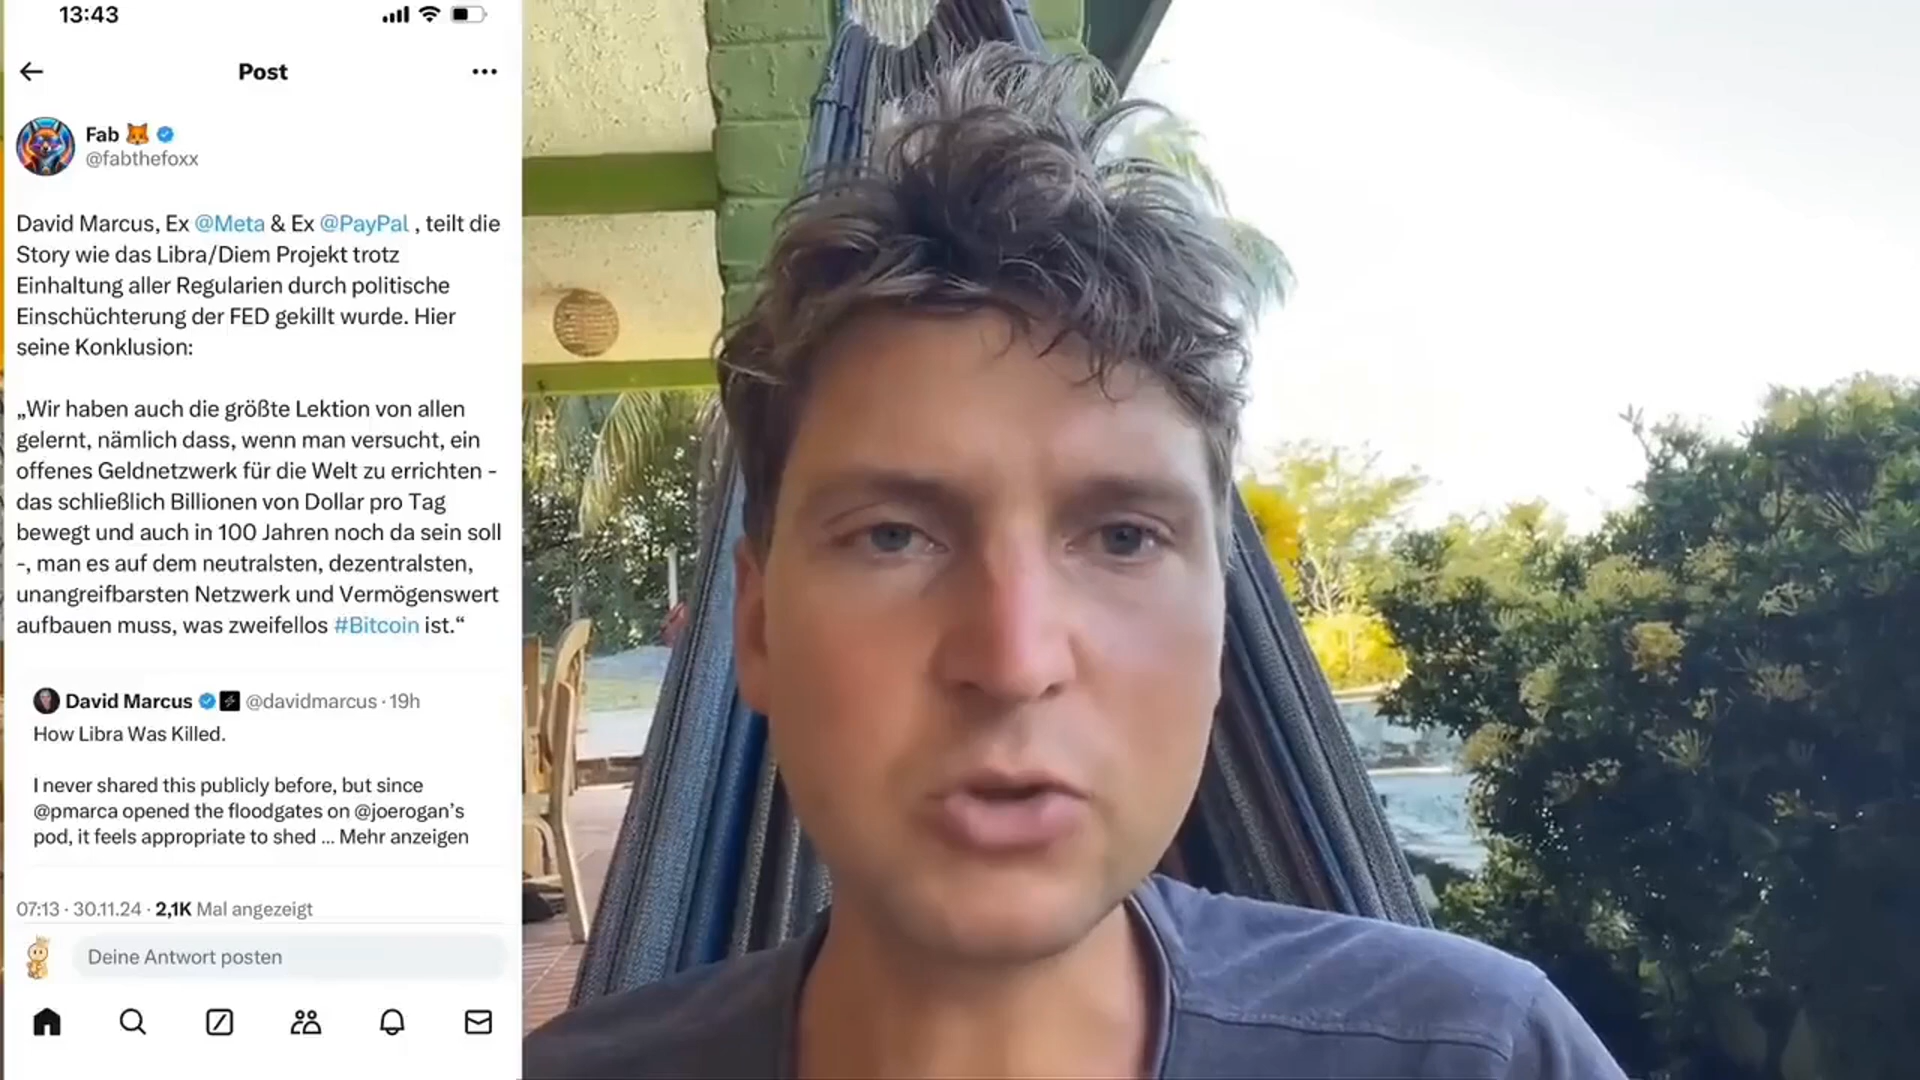 13:43
Post
Fab 🦊
@fabthefoxx
David Marcus, Ex @Meta & Ex @PayPal , teilt die
Story wie das Libra/Diem Projekt trotz
Einhaltung aller Regularien durch politische
Einschüchterung der FED gekillt wurde. Hier
seine Konklusion:
„Wir haben auch die größte Lektion von allen
gelernt, nämlich dass, wenn man versucht, ein
offenes Geldnetzwerk für die Welt zu errichten -
das schließlich Billionen von Dollar pro Tag
bewegt und auch in 100 Jahren noch da sein soll
-, man es auf dem neutralsten, dezentralsten,
unangreifbarsten Netzwerk und Vermögenswert
aufbauen muss, was zweifellos #Bitcoin ist.“
David Marcus @davidmarcus · 19h
How Libra Was Killed.
I never shared this publicly before, but since
@pmarca opened the floodgates on @joerogan’s
pod, it feels appropriate to shed ... Mehr anzeigen
07:13 · 30.11.24 · 2,1K Mal angezeigt
Deine Antwort posten